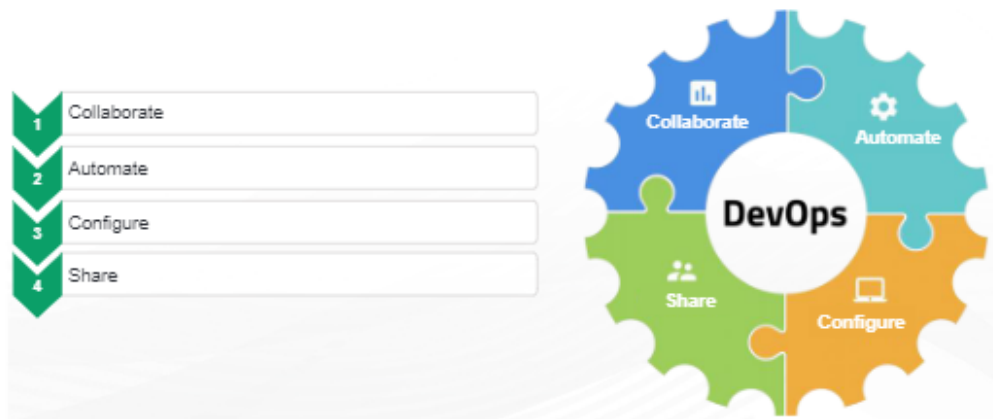 1 Collaborate
2 Automate
3 Configure
4 Share
Collaborate
Automate
DevOps
Share
Configure